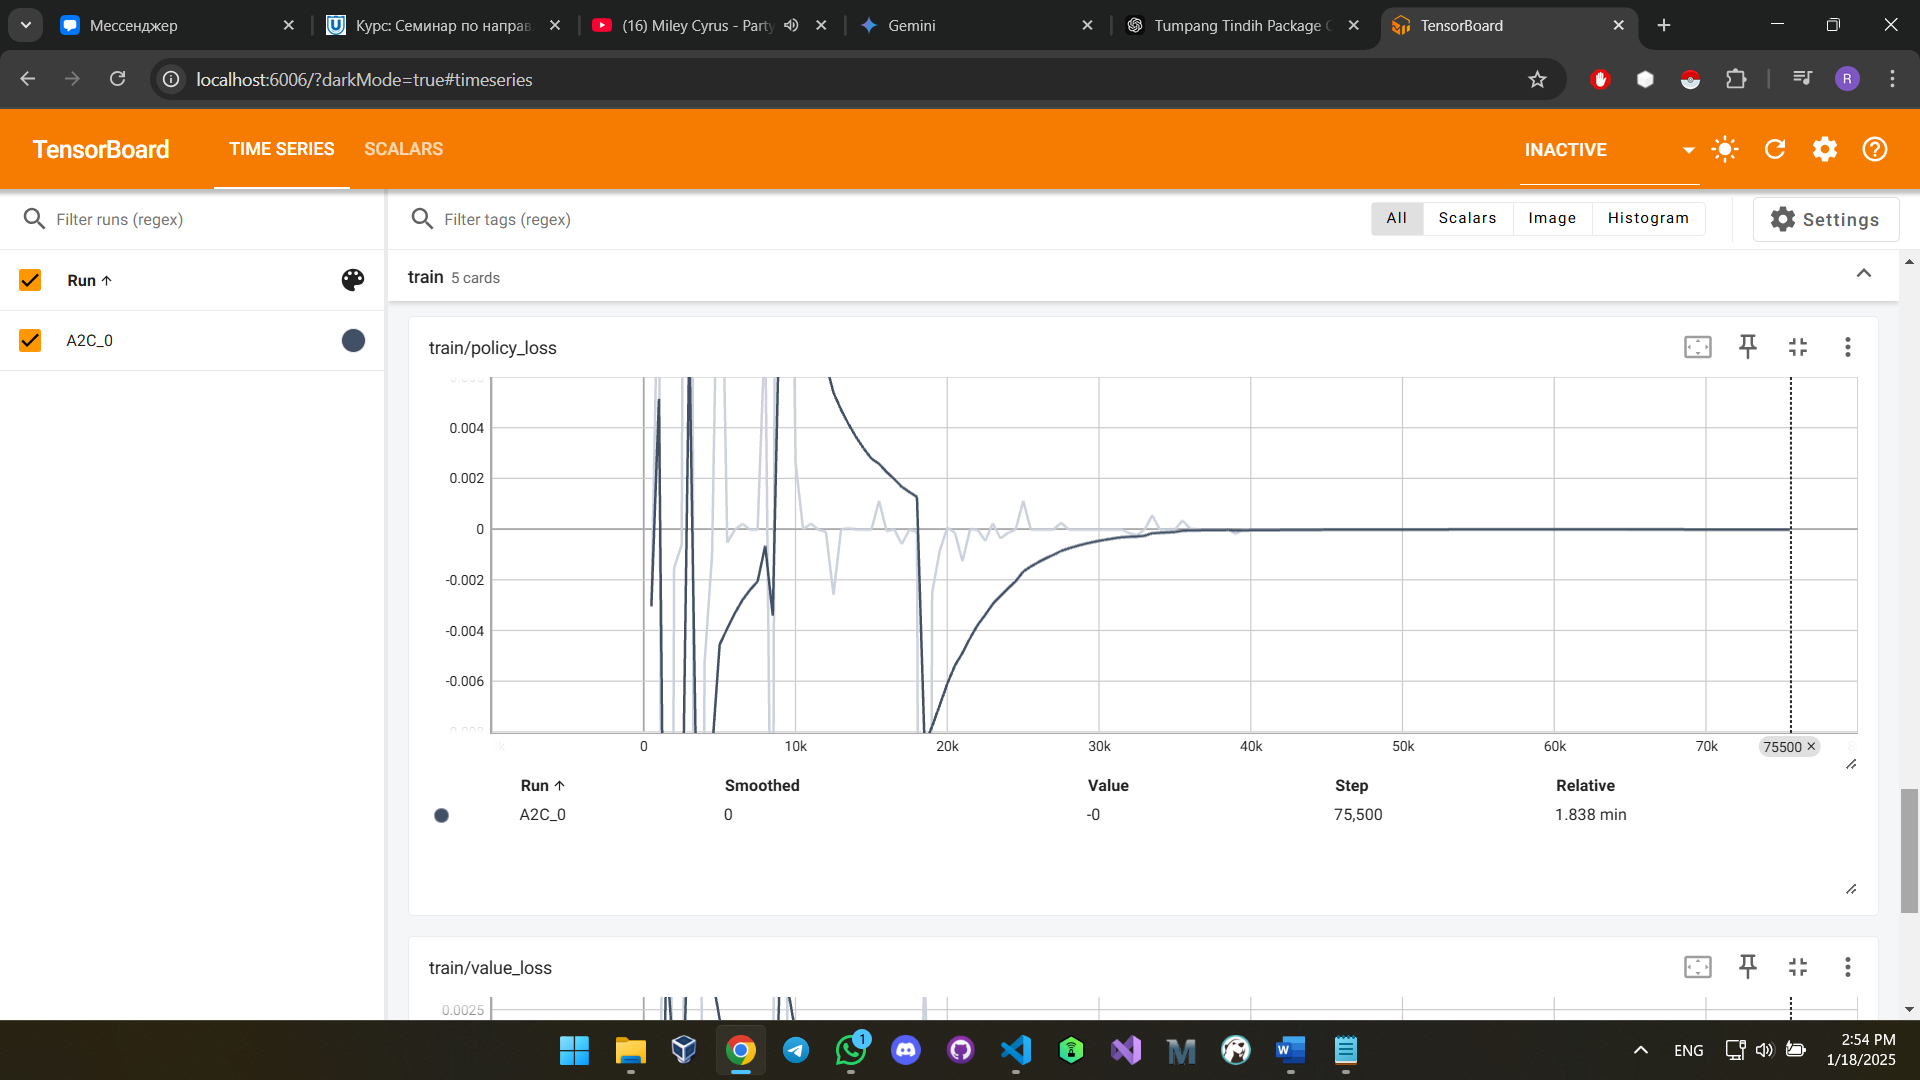 Мессенджер
Курс: Семинар по направ
(16) Miley Cyrus - Party
Gemini
Tumpang Tindih Package C
TensorBoard
localhost:6006/?darkMode=true#timeseries
R
TensorBoard
TIME SERIES
SCALARS
INACTIVE
Filter runs (regex)
Filter tags (regex)
All
Scalars
Image
Histogram
Settings
Run
A2C_0
train 5 cards
train/policy_loss
0.004
0.002
0
-0.002
-0.004
-0.006
-0.008
0
10k
20k
30k
40k
50k
60k
70k
75500
Run
Smoothed
Value
Step
Relative
A2C_0
0
-0
75,500
1.838 min
train/value_loss
0.0025
1
ENG
2:54 PM
1/18/2025